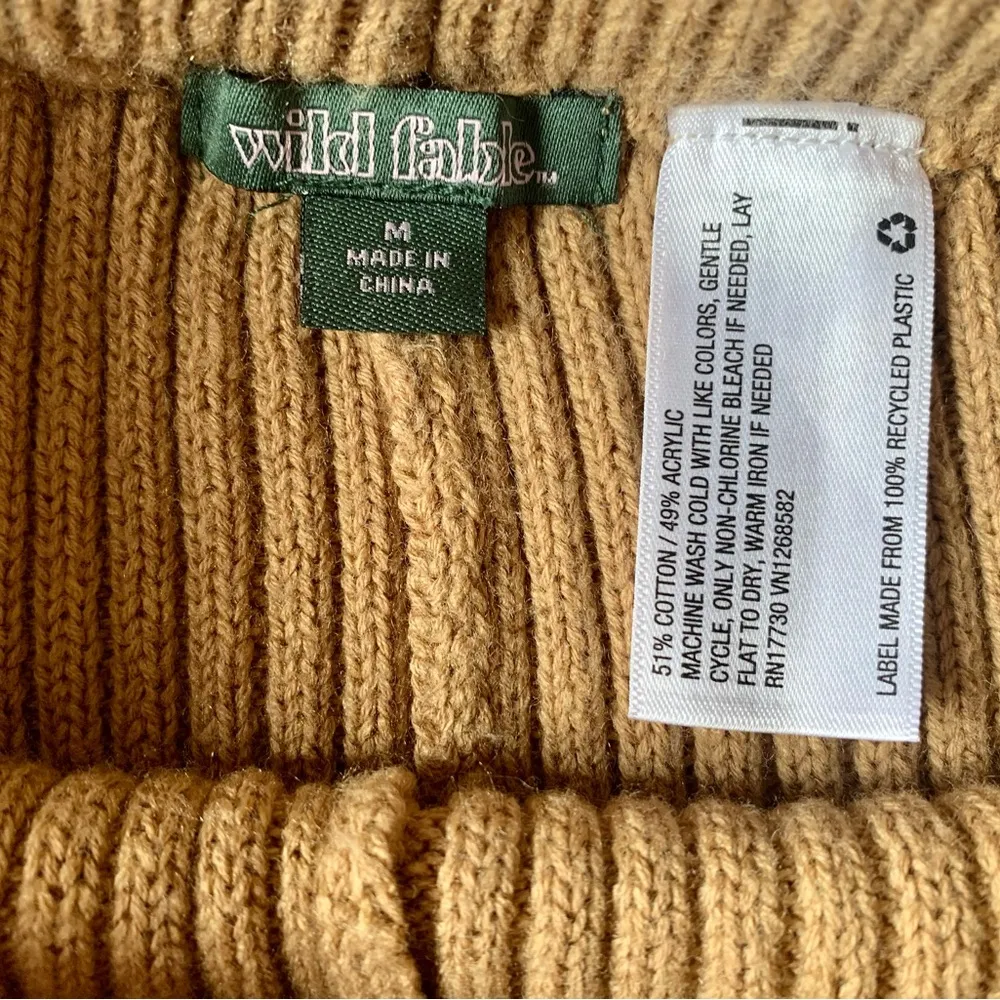 wild fable™
M
MADE IN
CHINA
51% COTTON / 49% ACRYLIC
MACHINE WASH COLD WITH LIKE COLORS, GENTLE
CYCLE, ONLY NON-CHLORINE BLEACH IF NEEDED, LAY
FLAT TO DRY, WARM IRON IF NEEDED
RN17730 VN1268582
LABEL MADE FROM 100% RECYCLED PLASTIC